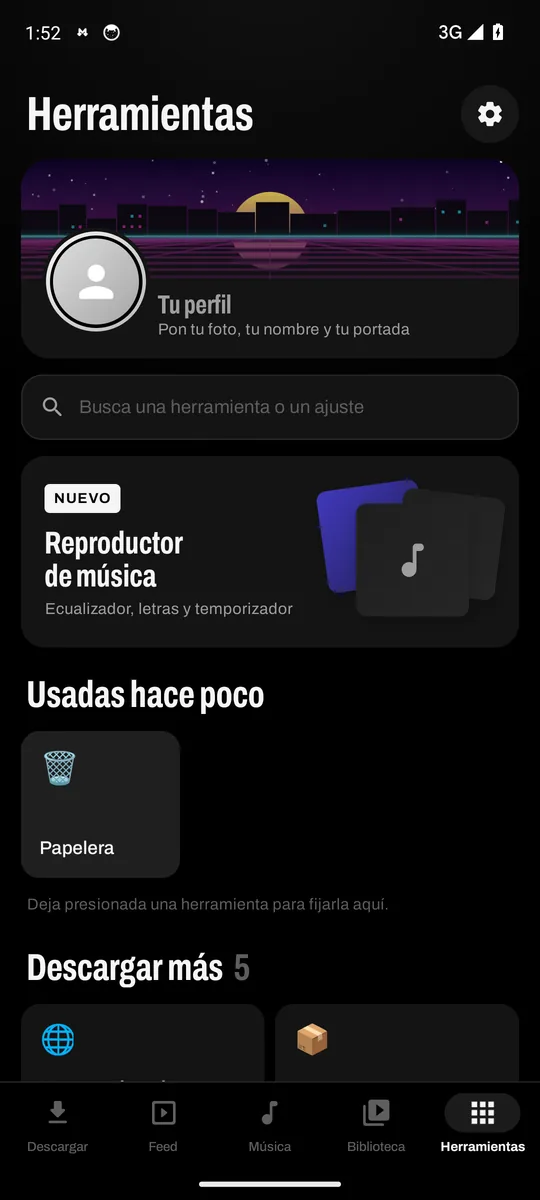 1:52
3G
Herramientas
Tu perfil
Pon tu foto, tu nombre y tu portada
Busca una herramienta o un ajuste
NUEVO
Reproductor
de música
Ecualizador, letras y temporizador
Usadas hace poco
Papelera
Deja presionada una herramienta para fijarla aquí.
Descargar más 5
Descargar
Feed
Música
Biblioteca
Herramientas